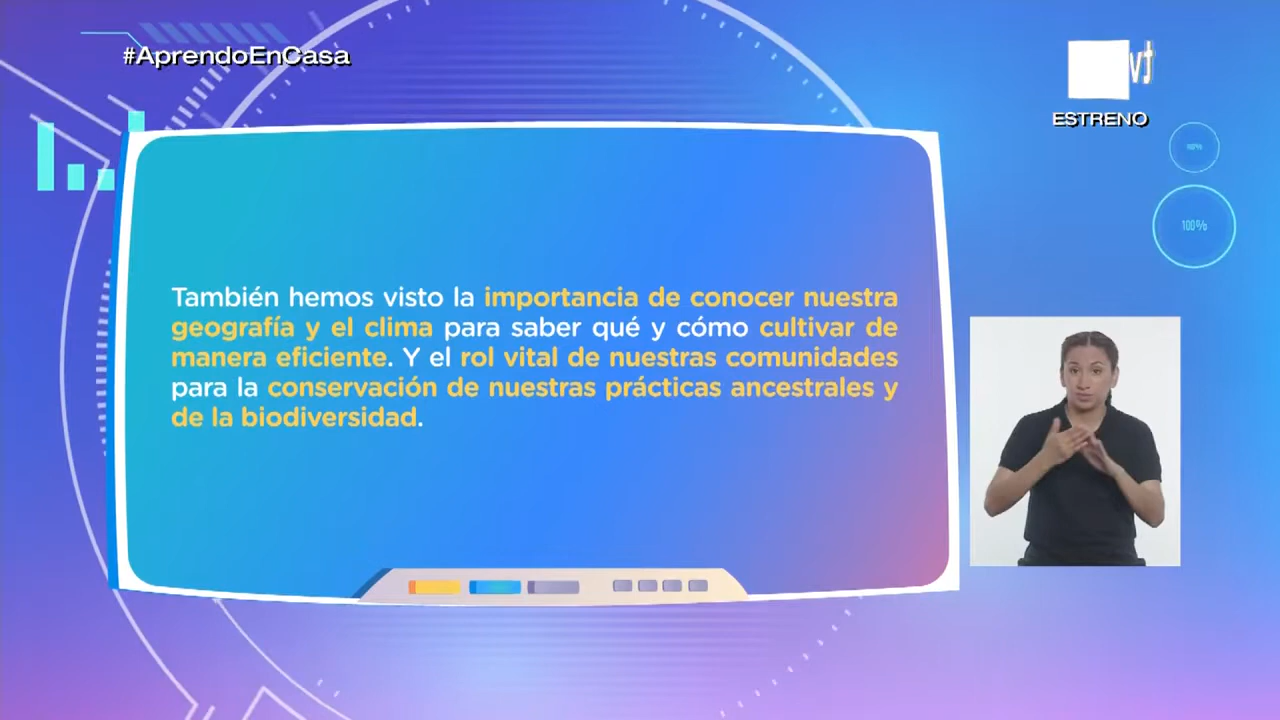 #AprendoEnCasa
ESTRENO
100%
También hemos visto la importancia de conocer nuestra
geografía y el clima para saber qué y cómo cultivar de
manera eficiente. Y el rol vital de nuestras comunidades
para la conservación de nuestras prácticas ancestrales y
de la biodiversidad.